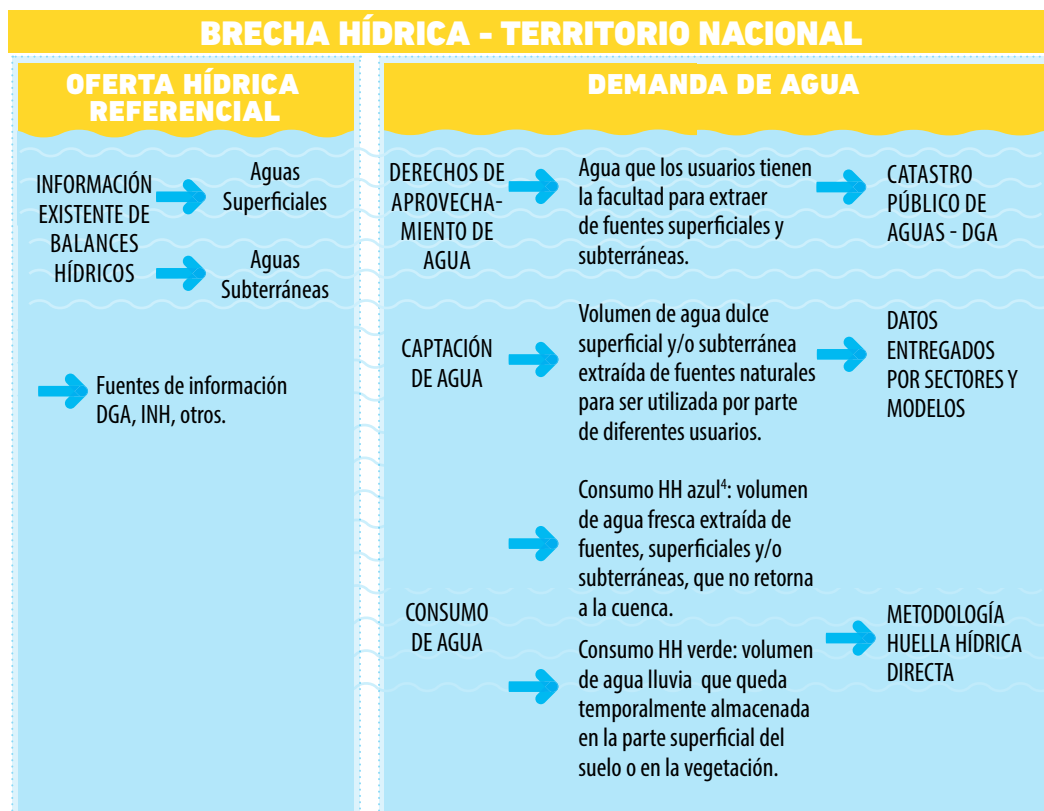 BRECHA HÍDRICA - TERRITORIO NACIONAL
OFERTA HÍDRICA
REFERENCIAL
INFORMACIÓN
EXISTENTE DE
BALANCES
HÍDRICOS
Aguas
Superficiales
Aguas
Subterráneas
Fuentes de información
DGA, INH, otros.
DEMANDA DE AGUA
DERECHOS DE
APROVECHA-
MIENTO DE
AGUA
Agua que los usuarios tienen
la facultad para extraer
de fuentes superficiales y
subterráneas.
CATASTRO
PÚBLICO DE
AGUAS - DGA
CAPTACIÓN
DE AGUA
Volumen de agua dulce
superficial y/o subterránea
extraída de fuentes naturales
para ser utilizada por parte
de diferentes usuarios.
DATOS
ENTREGADOS
POR SECTORES Y
MODELOS
CONSUMO
DE AGUA
Consumo HH azul⁴: volumen
de agua fresca extraída de
fuentes, superficiales y/o
subterráneas, que no retorna
a la cuenca.
Consumo HH verde: volumen
de agua lluvia que queda
temporalmente almacenada
en la parte superficial del
suelo o en la vegetación.
METODOLOGÍA
HUELLA HÍDRICA
DIRECTA